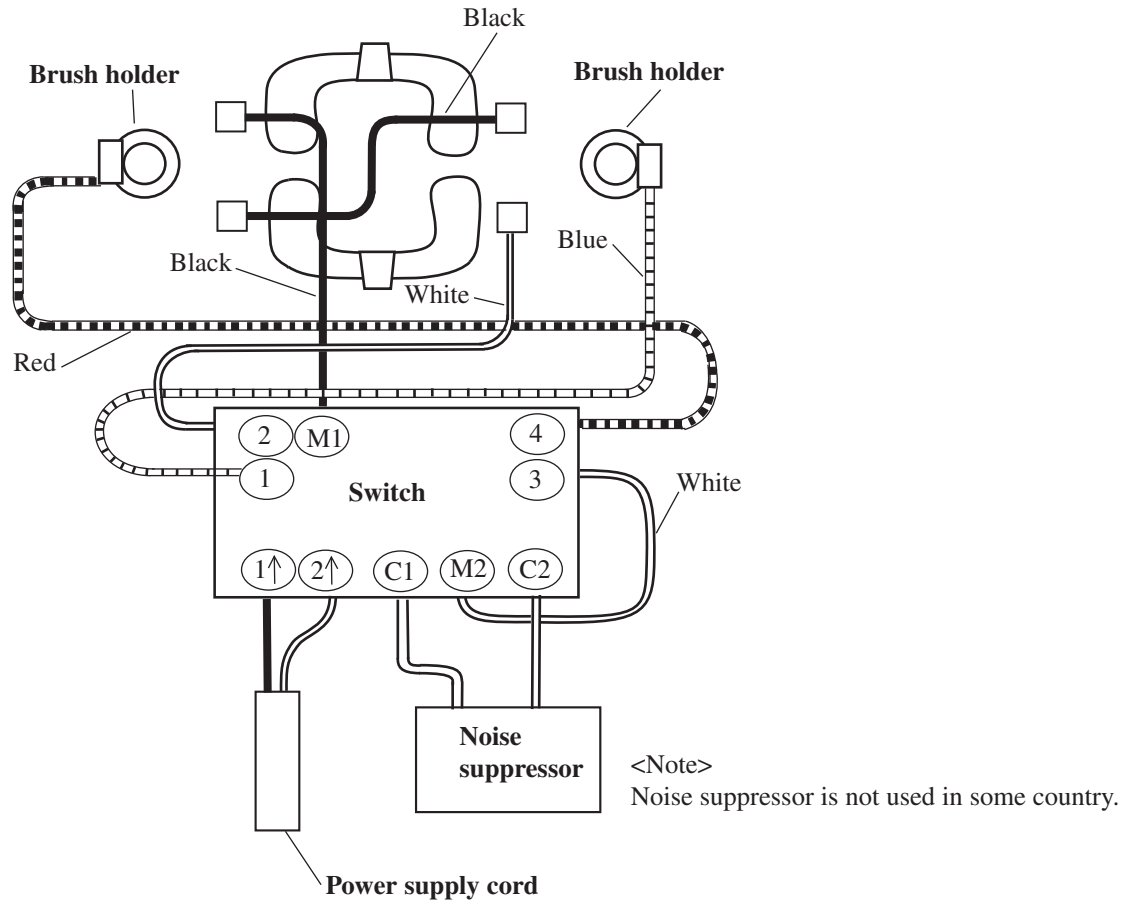 Black
Brush holder
Brush holder
Blue
Black
White
Red
2
M1
4
1
3
Switch
White
1↑
2↑
C1
M2
C2
Noise
suppressor
<Note>
Noise suppressor is not used in some country.
Power supply cord